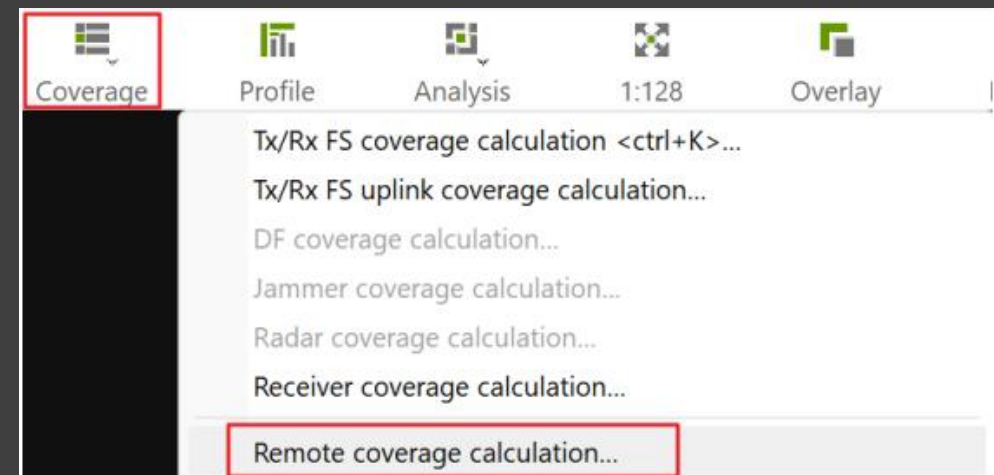 Coverage Profile Analysis 1:128 Overlay
Tx/Rx FS coverage calculation <ctrl+K>...
Tx/Rx FS uplink coverage calculation...
DF coverage calculation...
Jammer coverage calculation...
Radar coverage calculation...
Receiver coverage calculation...
Remote coverage calculation...